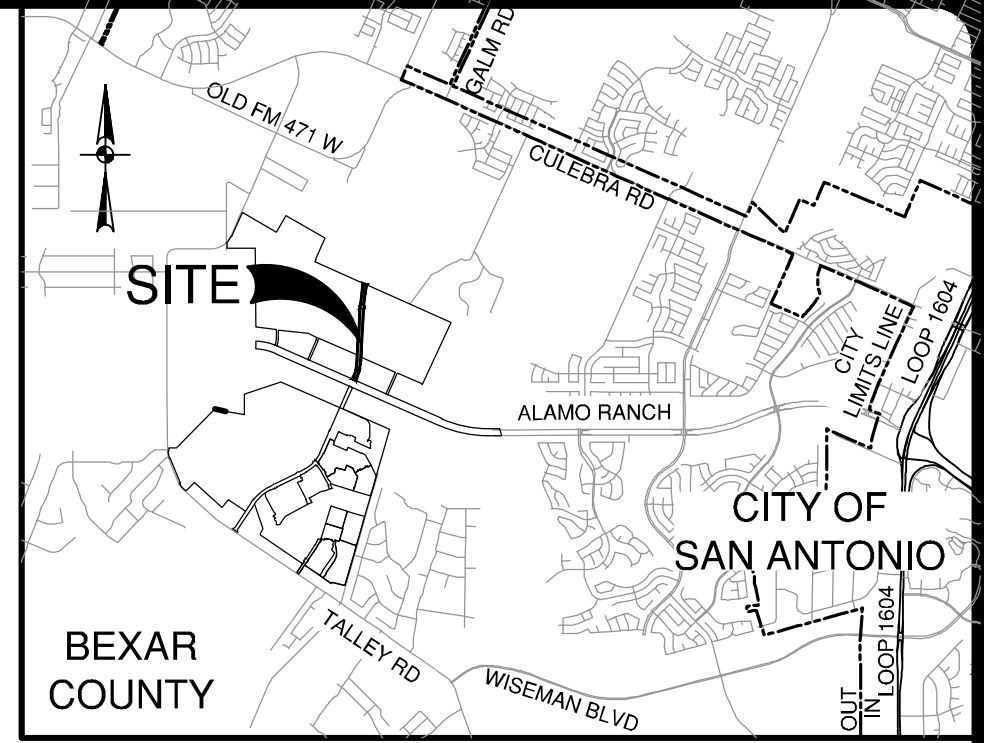 GALM RD
OLD FM 471 W
CULEBRA RD
SITE
CITY
LIMITS LINE
LOOP 1604
ALAMO RANCH
CITY OF
SAN ANTONIO
BEXAR
COUNTY
TALLEY RD
WISEMAN BLVD
OUT
IN
LOOP 1604